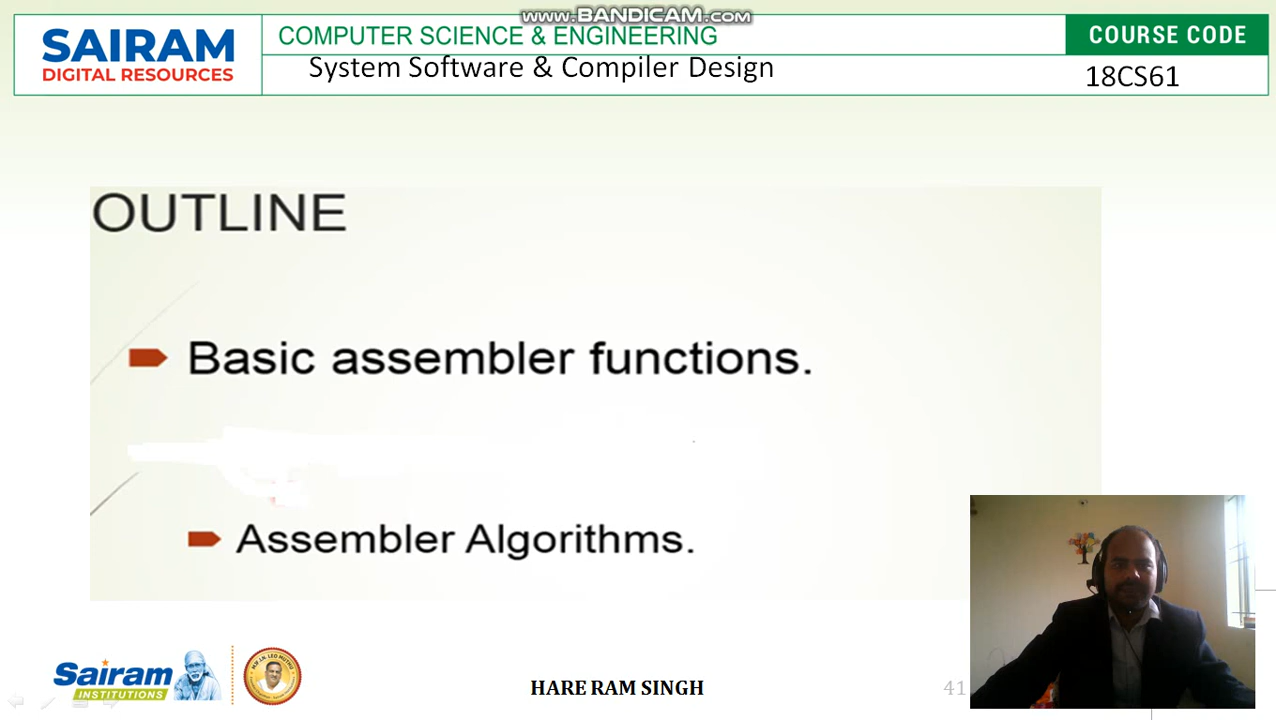 www.BANDICAM.com
SAIRAM
DIGITAL RESOURCES
COMPUTER SCIENCE & ENGINEERING
COURSE CODE
System Software & Compiler Design
18CS61
OUTLINE
Basic assembler functions.
Assembler Algorithms.
Sairam
INSTITUTIONS
HARE RAM SINGH
41